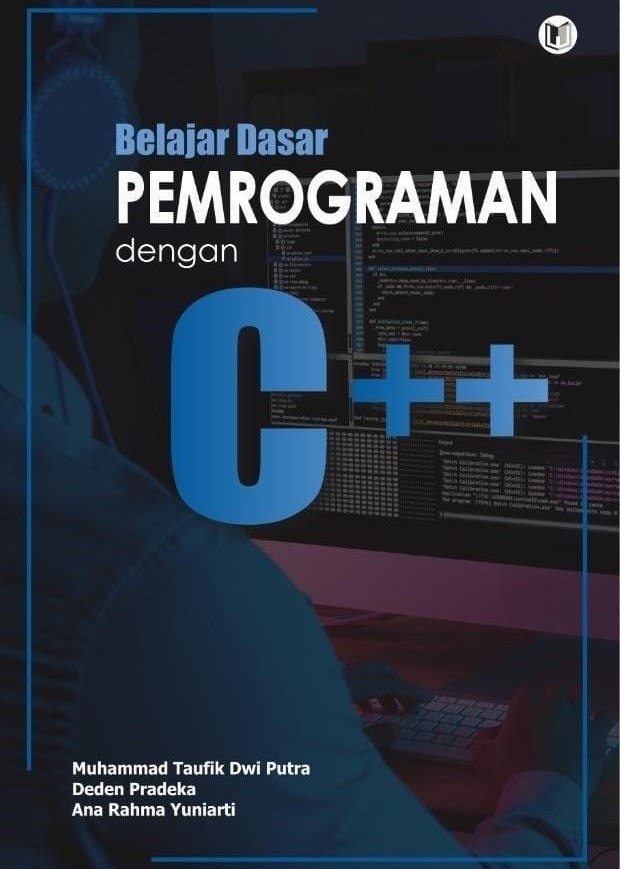 Belajar Dasar
PEMROGRAMAN
dengan
C++
Muhammad Taufik Dwi Putra
Deden Pradeka
Ana Rahma Yuniarti